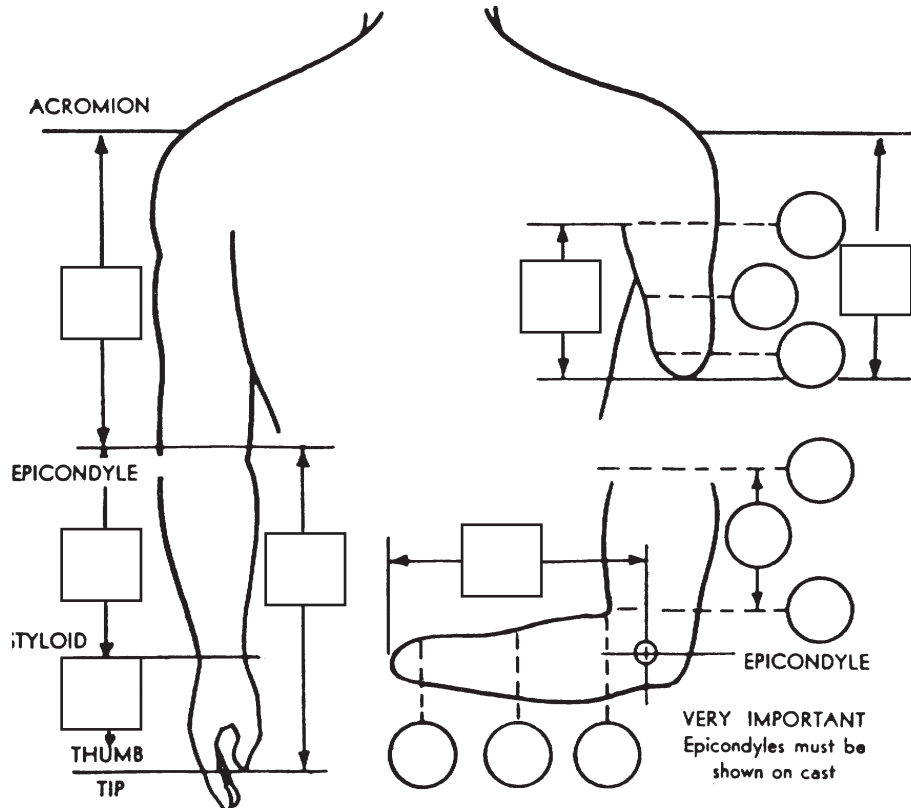 ACROMION
EPICONDYLE
STYLOID
THUMB
TIP
EPICONDYLE
VERY IMPORTANT
Epicondyles must be
shown on cast